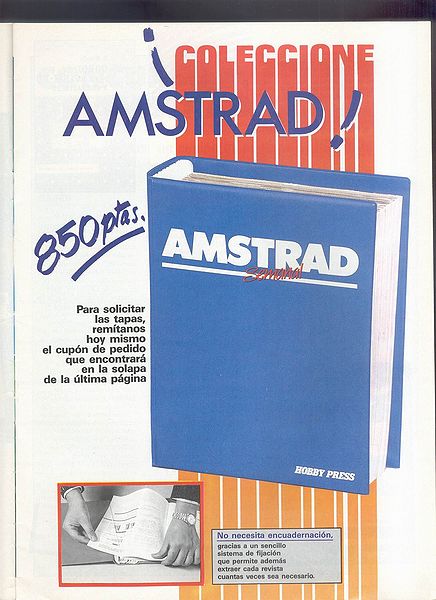 ¡COLECCIONE
AMSTRAD!
850 ptas.
AMSTRAD
Semanal
Para solicitar
las tapas,
remítanos
hoy mismo
el cupón de pedido
que encontrará
en la solapa
de la última página
HOBBY PRESS
No necesita encuadernación,
gracias a un sencillo
sistema de fijación
que permite además
extraer cada revista
cuantas veces sea necesario.